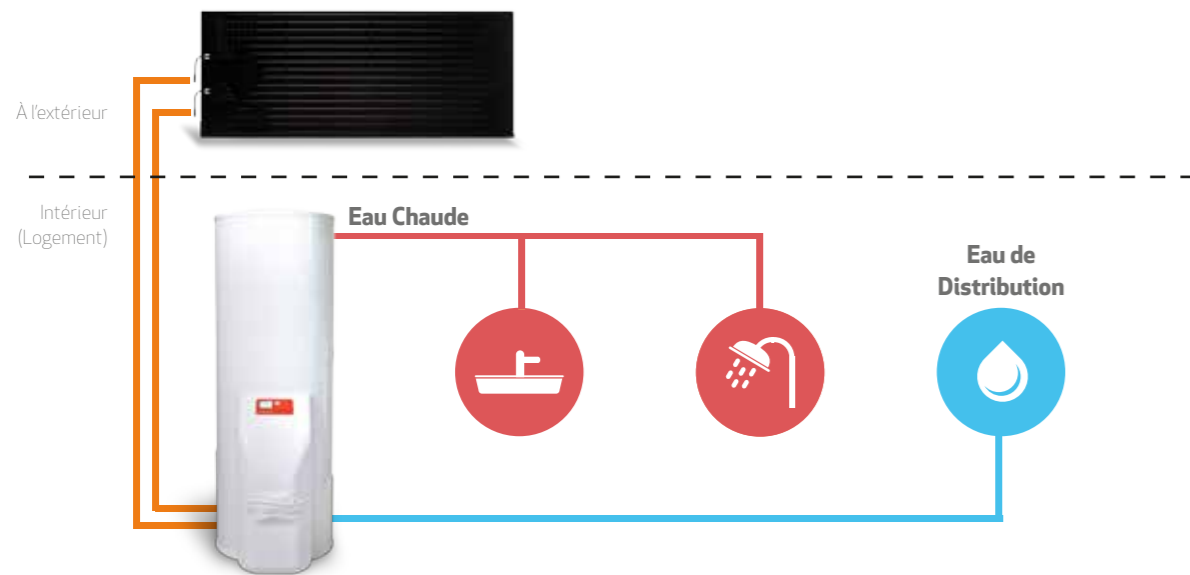 À l'extérieur
Intérieur
(Logement)
Eau Chaude
Eau de
Distribution